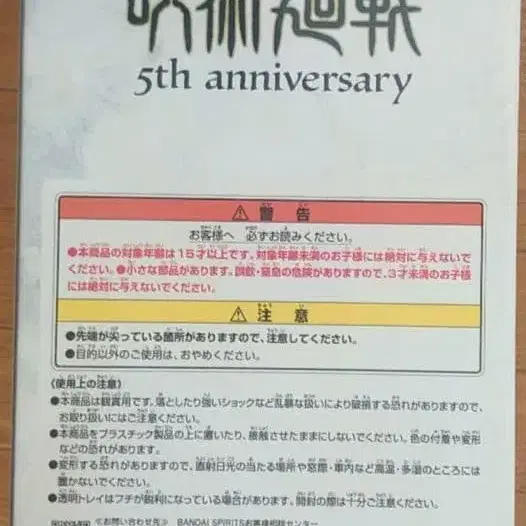 呪術廻戦
5th anniversary
⚠ 警告
お客様へ 必ずお読みください。
●本商品の対象年齢は15才以上です。対象年齢未満のお子様には絶対に与えないで
ください。●小さな部品があります。誤飲・窒息の危険がありますので、3才未満のお子様
には絶対に与えないでください。
⚠ 注意
●先端が尖っている箇所がありますので、注意してください。
●目的以外のご使用は、おやめください。
〈使用上の注意〉
●本商品は観賞用です。落としたり強いショックなど乱暴な扱いにより破損する恐れがありますので、
お取り扱いにはご注意ください。
●本商品をプラスチック製品の上に置いたり、接触させたままにしないでください。色の付着や変形
などの恐れがあります。
●変形する恐れがありますので、直射日光の当たる場所や窓際・車内など高温・多湿のところには
置かないでください。
●透明トレイはフチが鋭利になっている場合があります。開封の際は十分ご注意ください。
≪お問い合わせ先≫ BANDAI SPIRITSお客様相談センター